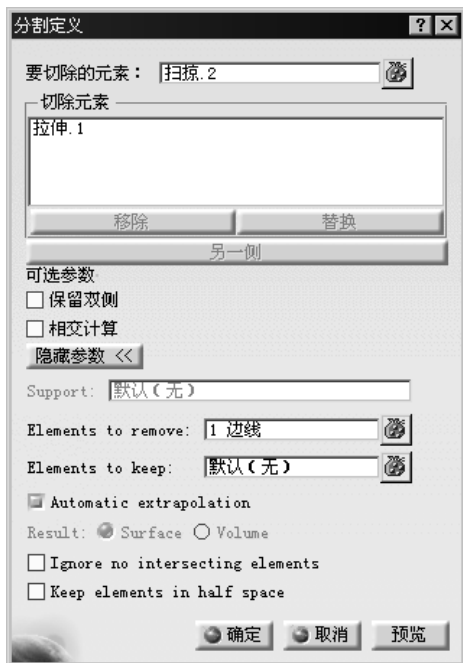 分割定义
要切除的元素： 扫掠.2
切除元素
拉伸.1
移除 替换
另一侧
可选参数
保留双侧
相交计算
隐藏参数 <<
Support: 默认(无)
Elements to remove: 1 边线
Elements to keep: 默认(无)
Automatic extrapolation
Result: Surface Volume
Ignore no intersecting elements
Keep elements in half space
确定 取消 预览